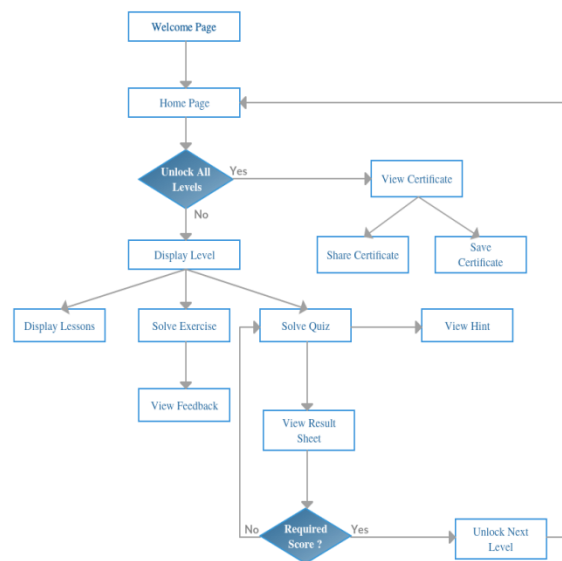 Welcome Page
Home Page
Unlock All
Levels
Yes
View Certificate
No
Share Certificate
Save
Certificate
Display Level
Display Lessons
Solve Exercise
Solve Quiz
View Hint
View Feedback
View Result
Sheet
No
Required
Score ?
Yes
Unlock Next
Level